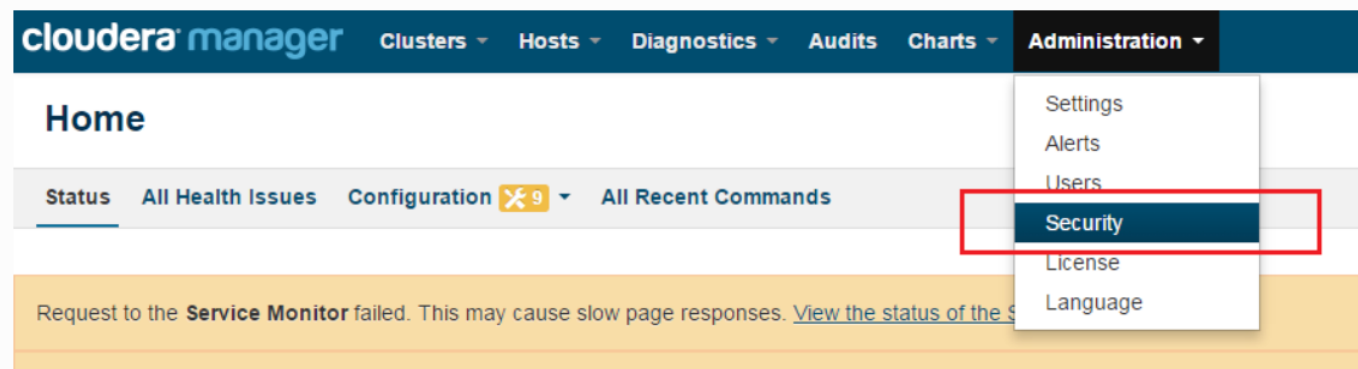 cloudera manager Clusters Hosts Diagnostics Audits Charts Administration
Home
Settings
Alerts
Users
Security
License
Language
Status All Health Issues Configuration 9 All Recent Commands
Request to the Service Monitor failed. This may cause slow page responses. View the status of the